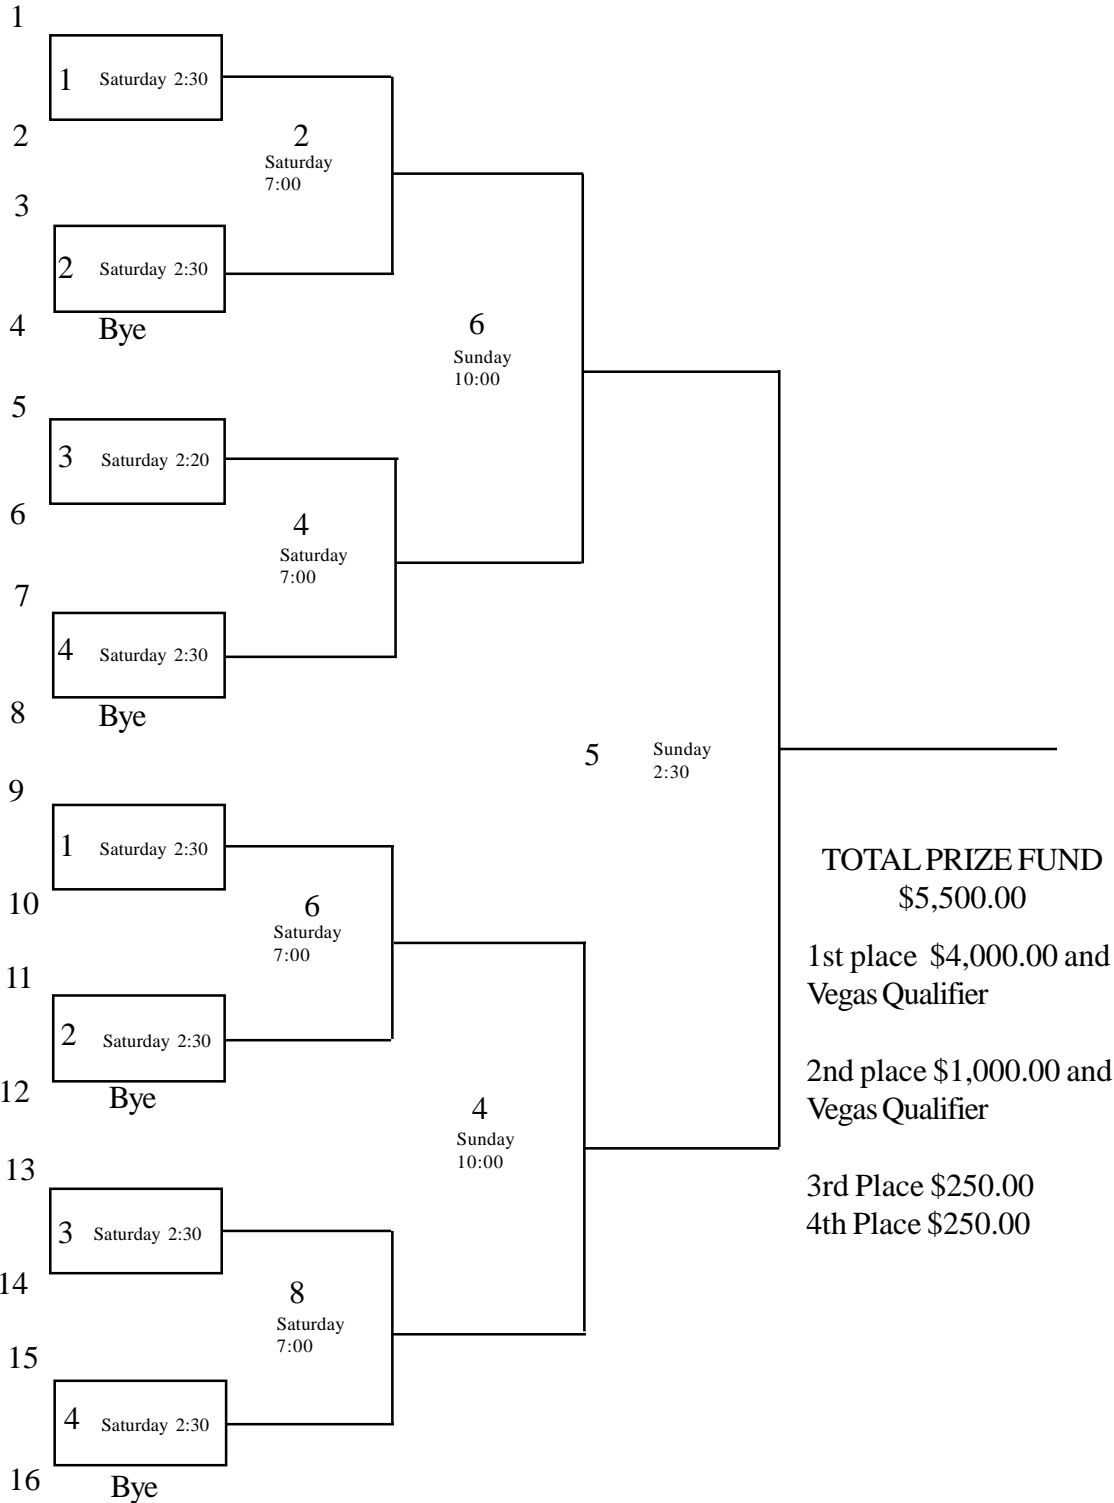 1
1 Saturday 2:30
2
2
Saturday
7:00
3
2 Saturday 2:30
4 Bye
6
Sunday
10:00
5
3 Saturday 2:20
6
4
Saturday
7:00
7
4 Saturday 2:30
8 Bye
5 Sunday
2:30
9
1 Saturday 2:30
10
6
Saturday
7:00
11
2 Saturday 2:30
12 Bye
4
Sunday
10:00
13
3 Saturday 2:30
14
8
Saturday
7:00
15
4 Saturday 2:30
16 Bye
TOTAL PRIZE FUND
$5,500.00
1st place $4,000.00 and
Vegas Qualifier
2nd place $1,000.00 and
Vegas Qualifier
3rd Place $250.00
4th Place $250.00